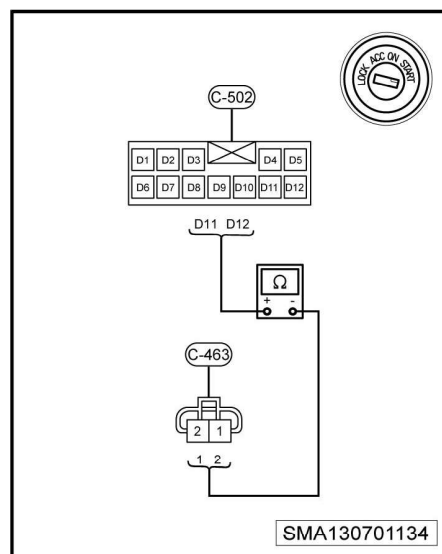 LOCK ACC ON START
C-502
D1 D2 D3 D4 D5
D6 D7 D8 D9 D10 D11 D12
D11 D12
Ω
+ -
C-463
2 1
1 2
SMA130701134